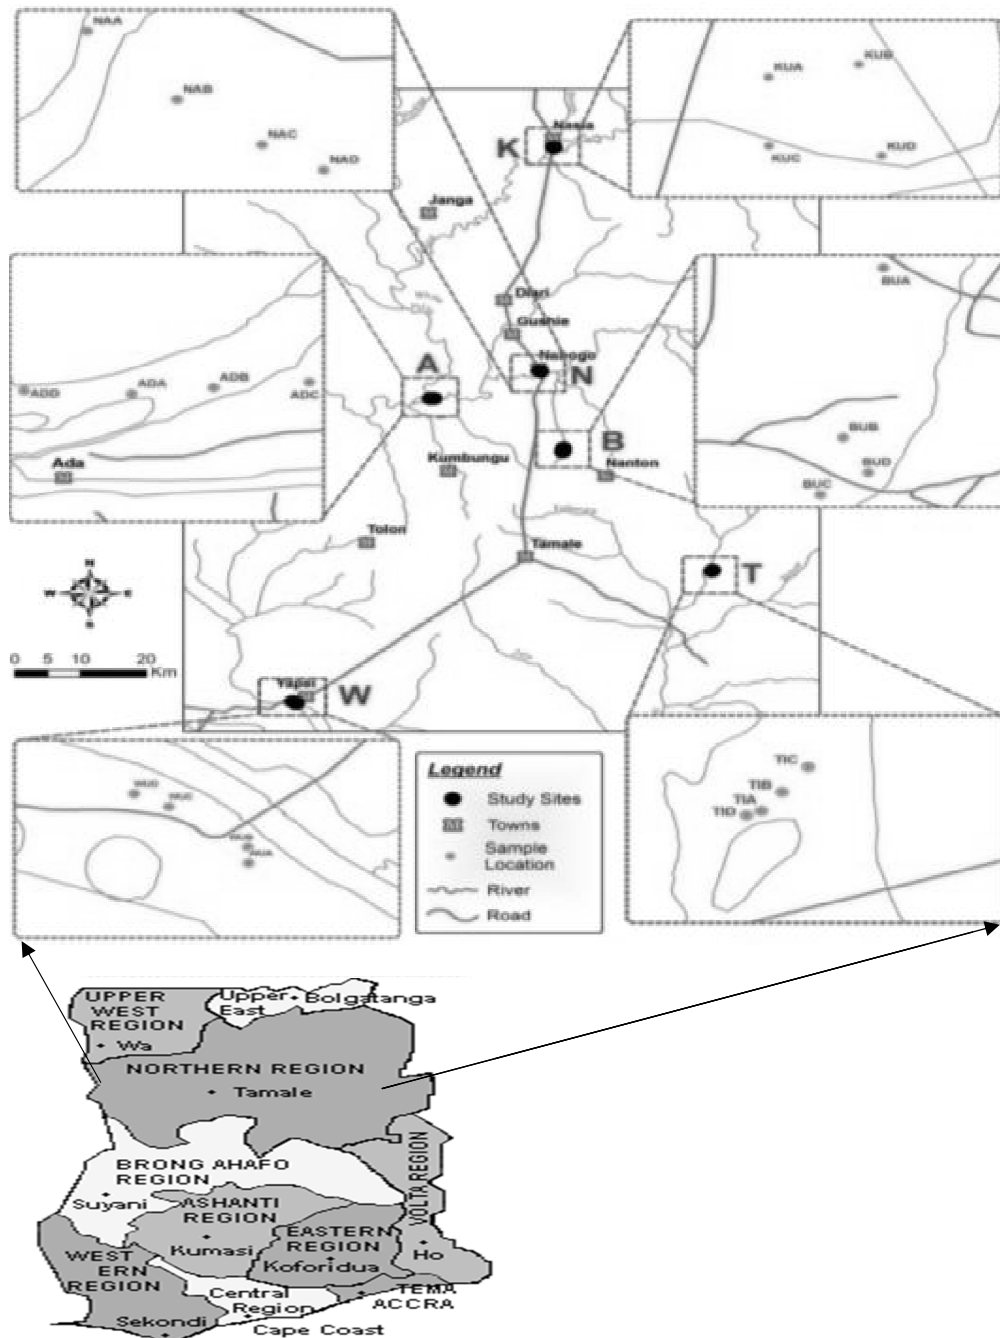 NAA
NAB
NAC
NAD
KUA
KUB
KUC
KUD
Nasia
K
Janga
Diari
Gushie
Nabogo
N
A
ADD
ADA
ADB
ADC
Ada
BUA
BUB
BUD
BUC
B
Kumbungu
Nanton
Tolon
Tamale
T
N
W
E
S
0 5 10 20
Km
Yapei
W
WUD
WUC
WUA
TIC
TIB
TIA
TID
Legend
Study Sites
Towns
Sample
Location
River
Road
UPPER
WEST
REGION
Wa
Upper
East
Bolgatanga
NORTHERN REGION
Tamale
BRONG AHAFO
REGION
Suyani
ASHANTI
REGION
Kumasi
VOLTA REGION
EASTERN
REGION
Koforidua
Ho
WEST
ERN
REGION
Central
Region
TEMA
ACCRA
Sekondi
Cape Coast